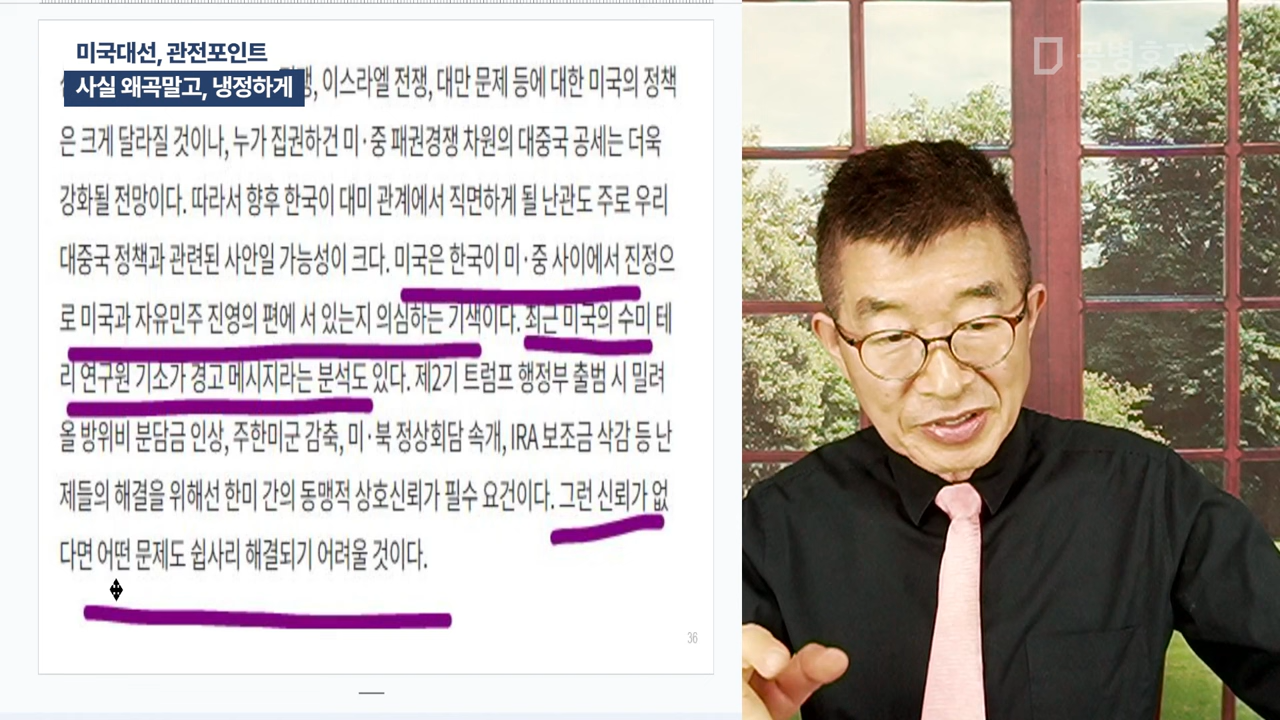 미국대선, 관전포인트
사실 왜곡말고, 냉정하게
이스라엘 전쟁, 대만 문제 등에 대한 미국의 정책
은 크게 달라질 것이나, 누가 집권하건 미·중 패권경쟁 차원의 대중국 공세는 더욱
강화될 전망이다. 따라서 향후 한국이 대미 관계에서 직면하게 될 난관도 주로 우리
대중국 정책과 관련된 사안일 가능성이 크다. 미국은 한국이 미·중 사이에서 진정으
로 미국과 자유민주 진영의 편에 서 있는지 의심하는 기색이다. 최근 미국의 수미 테
리 연구원 기소가 경고 메시지라는 분석도 있다. 제2기 트럼프 행정부 출범 시 밀려
올 방위비 분담금 인상, 주한미군 감축, 미·북 정상회담 속개, IRA 보조금 삭감 등 난
제들의 해결을 위해선 한미 간의 동맹적 상호신뢰가 필수 요건이다. 그런 신뢰가 없
다면 어떤 문제도 쉽사리 해결되기 어려울 것이다.
36